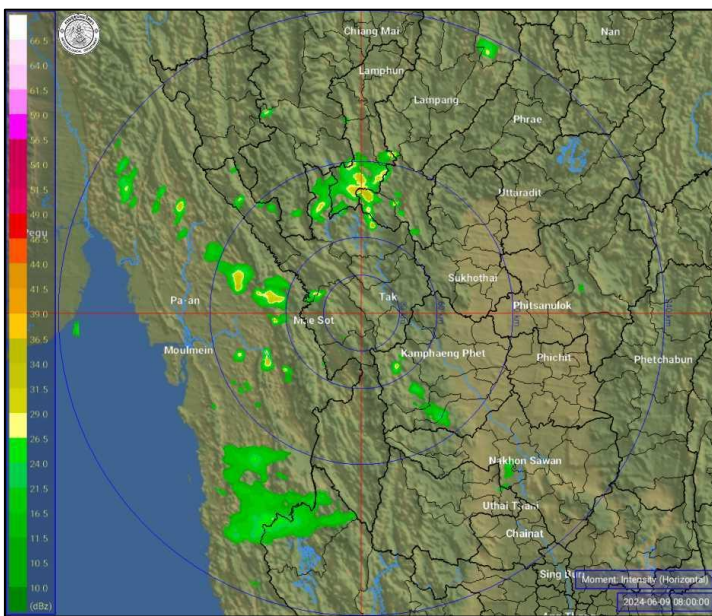 66.5
64.0
62.0
59.5
56.5
54.0
51.5
49.0
46.5
44.0
41.5
39.0
36.5
34.0
31.5
29.0
26.5
24.0
21.5
16.5
11.5
10.5
10.0
(dBz)
Chiang Mai
Nan
Lamphun
Lampang
Phrae
Uttaradit
Pegu
Sukhothai
Tak
Pa-an
Phitsanulok
Mae Sot
Moulmein
Kamphaeng Phet
Phichit
Phetchabun
Nakhon Sawan
Uthai Thani
Chainat
Sing Buri
Moment: Intensity (Horizontal)
2024-06-09 08:00:00